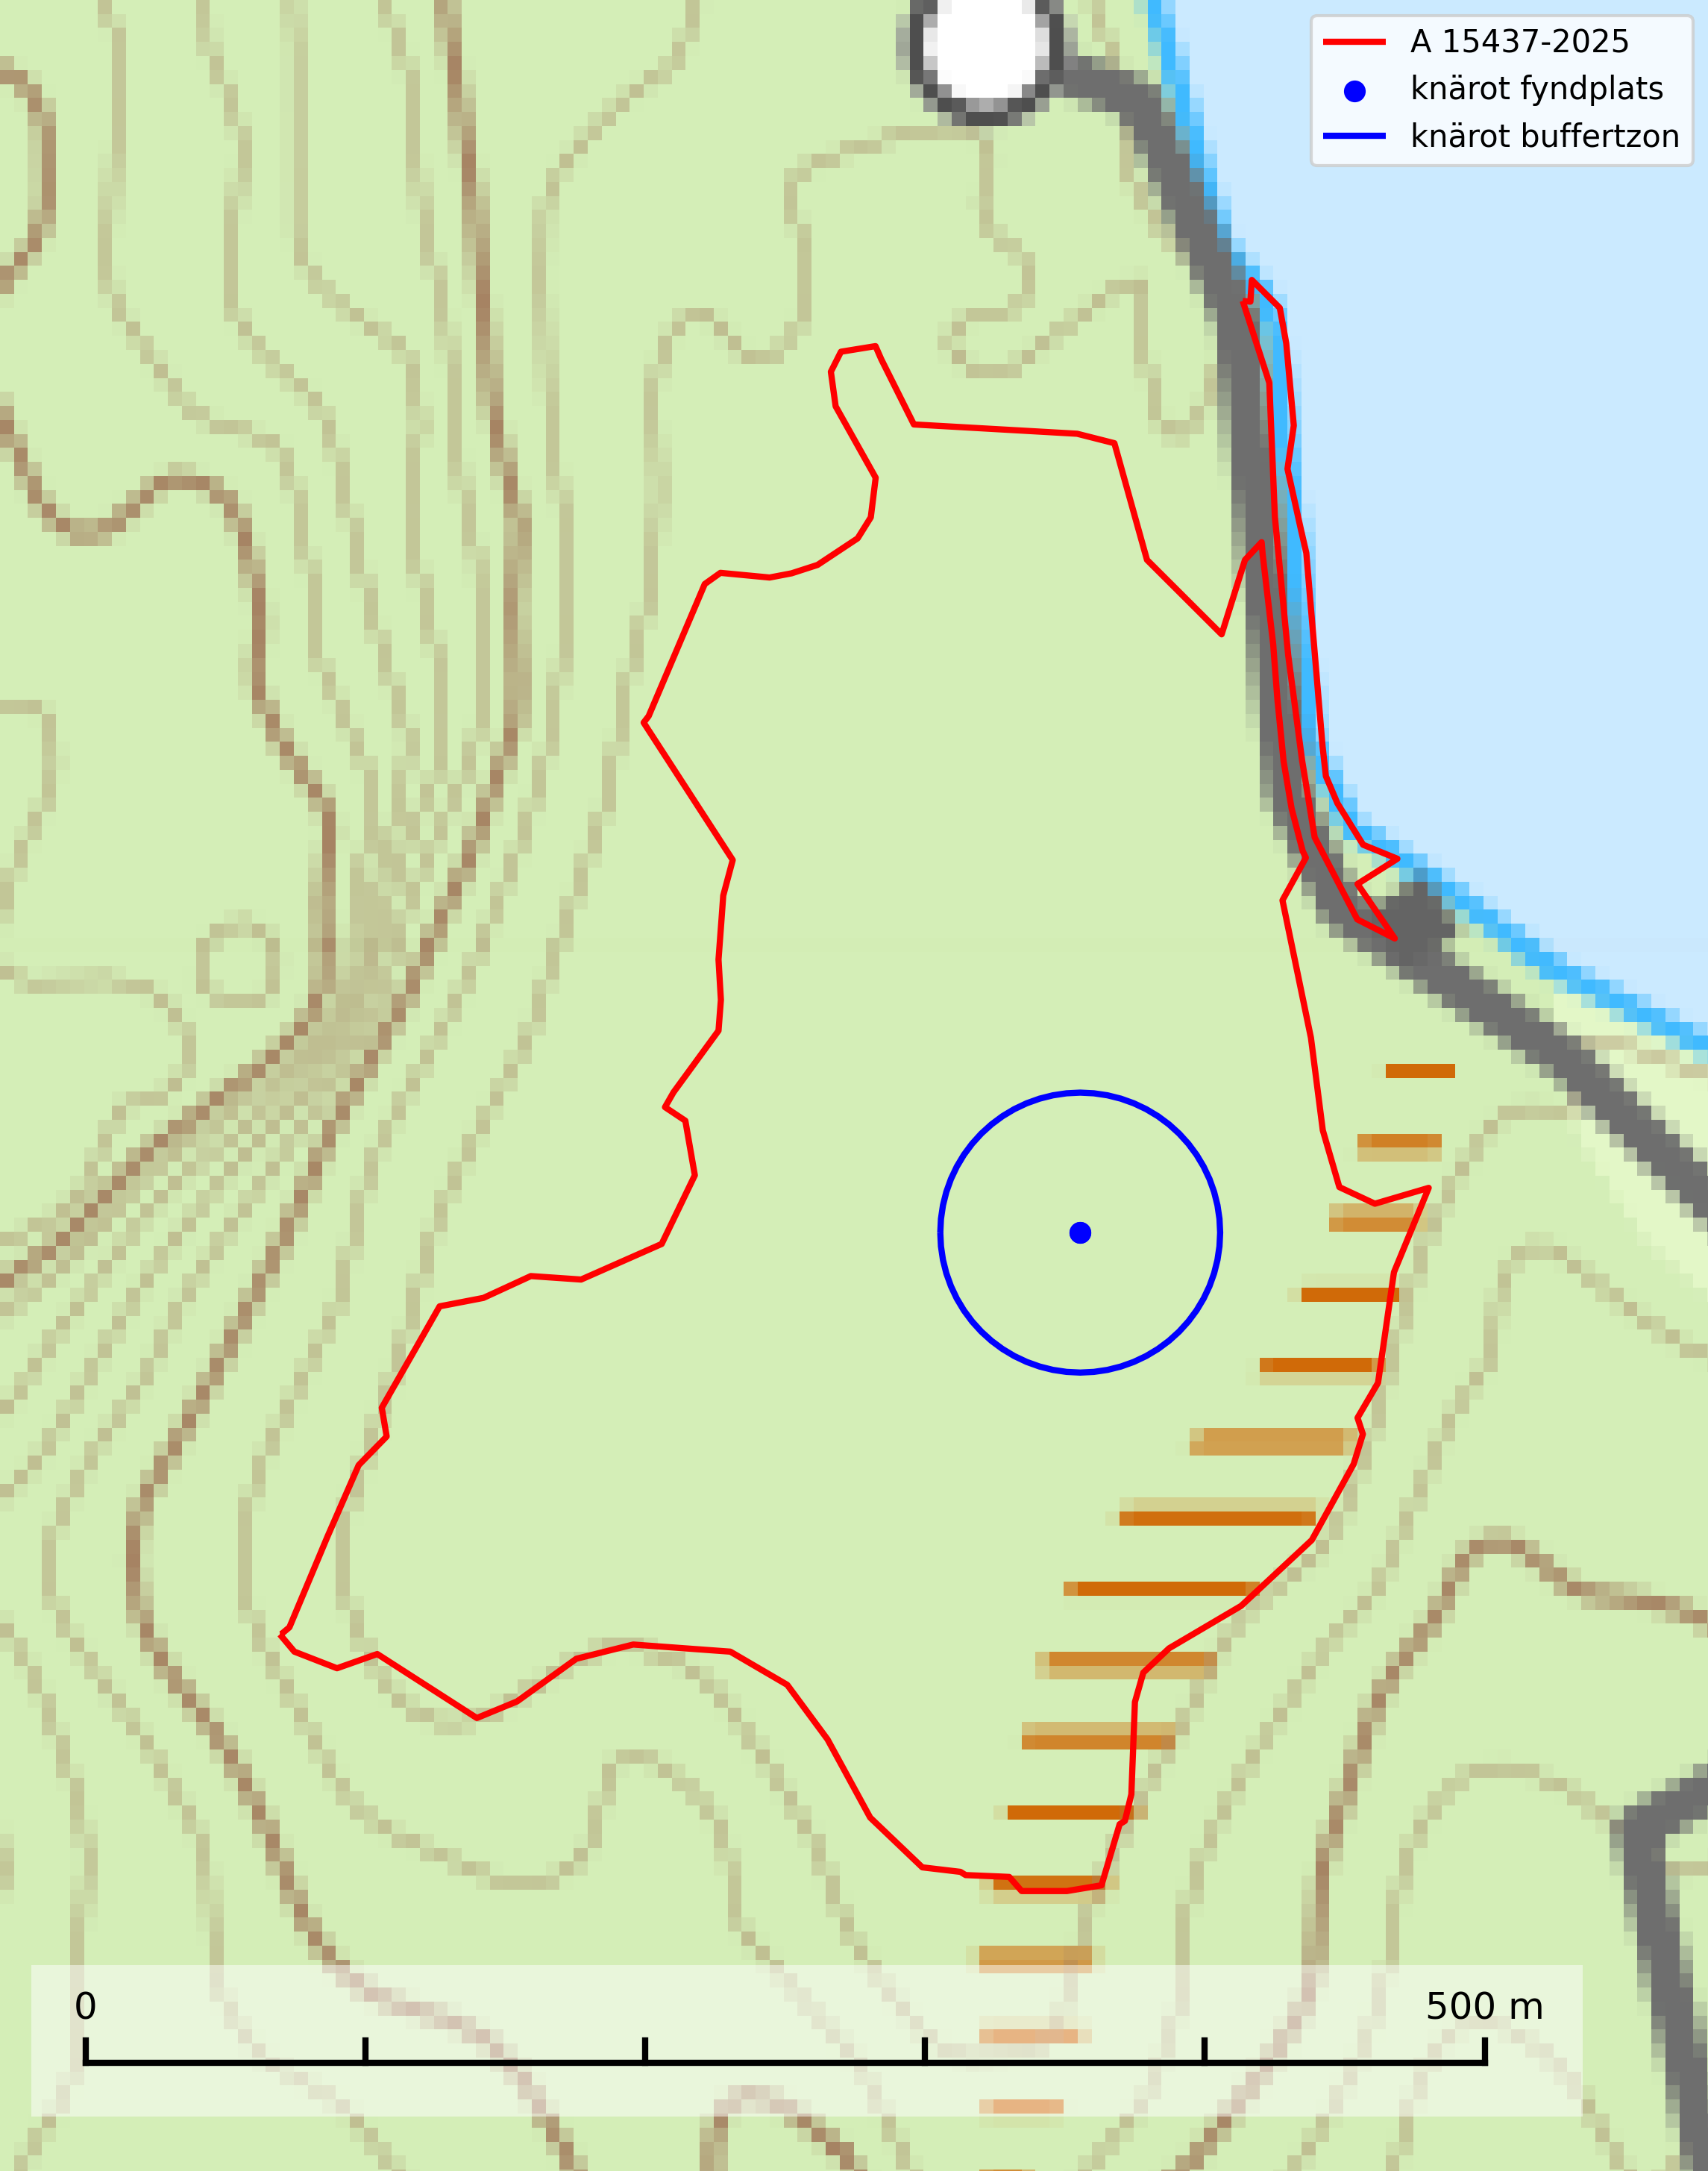 A 15437-2025
knärot fyndplats
knärot buffertzon
0
500 m